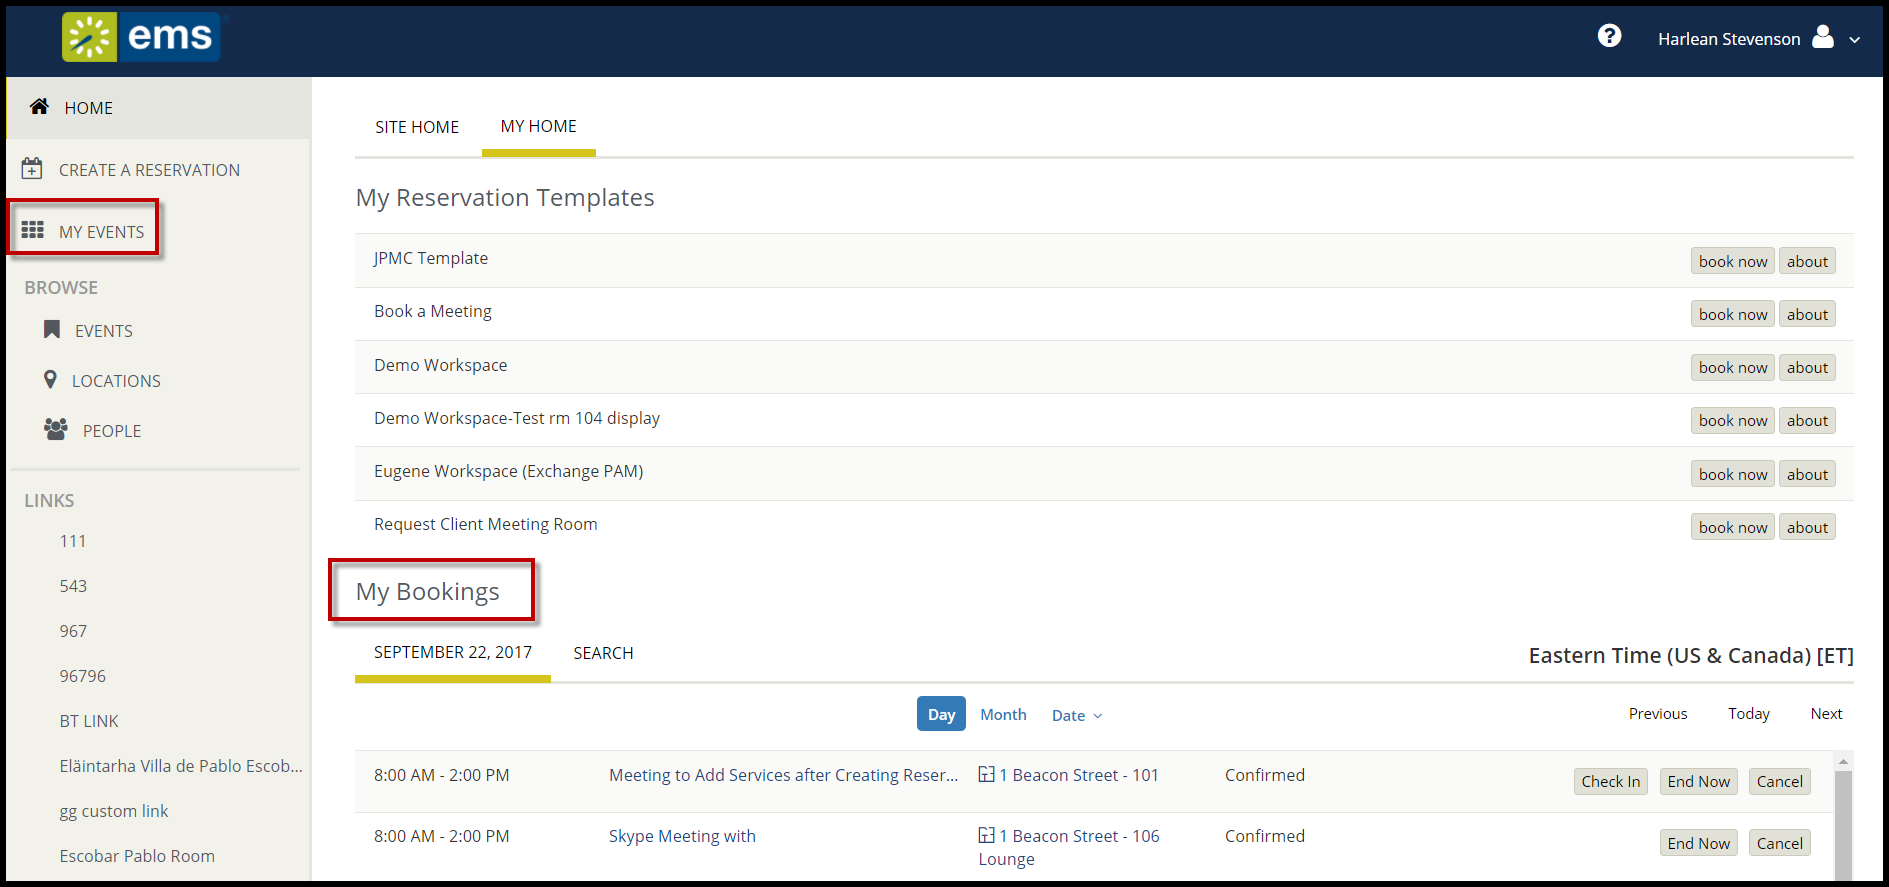 ems
Harlean Stevenson
HOME
CREATE A RESERVATION
MY EVENTS
BROWSE
EVENTS
LOCATIONS
PEOPLE
LINKS
111
543
967
96796
BT LINK
Eläintarha Villa de Pablo Escob...
gg custom link
Escobar Pablo Room
SITE HOME MY HOME
My Reservation Templates
JPMC Template book now about
Book a Meeting book now about
Demo Workspace book now about
Demo Workspace-Test rm 104 display book now about
Eugene Workspace (Exchange PAM) book now about
Request Client Meeting Room book now about
My Bookings
SEPTEMBER 22, 2017 SEARCH Eastern Time (US & Canada) [ET]
Day Month Date Previous Today Next
8:00 AM - 2:00 PM Meeting to Add Services after Creating Reser... 1 Beacon Street - 101 Confirmed Check In End Now Cancel
8:00 AM - 2:00 PM Skype Meeting with 1 Beacon Street - 106 Confirmed End Now Cancel
Lounge